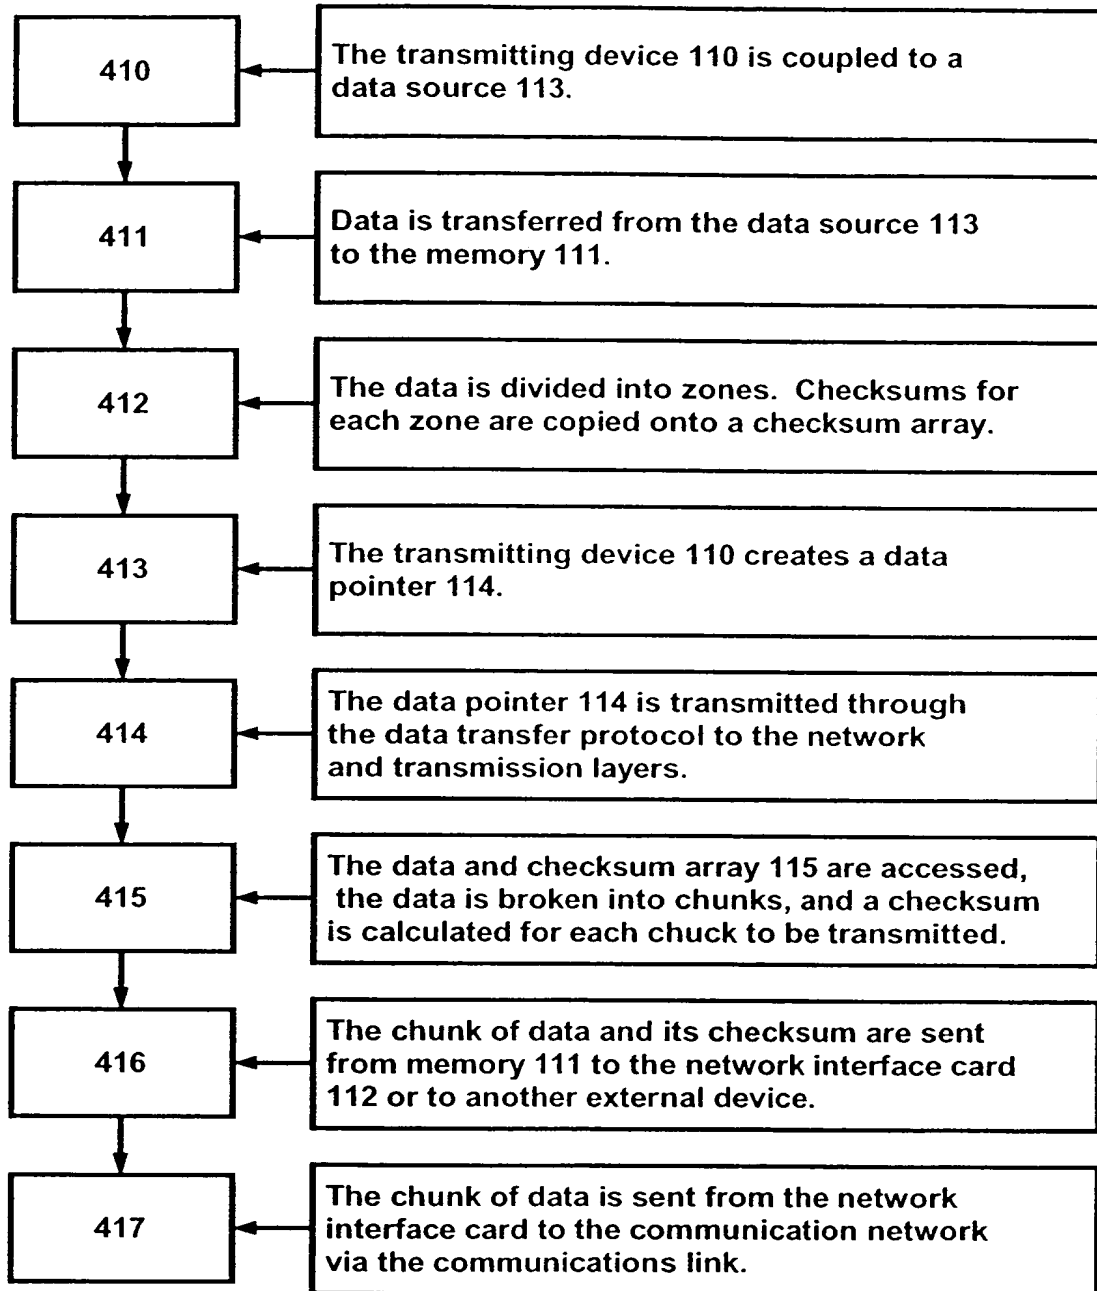 410
The transmitting device 110 is coupled to a
data source 113.
411
Data is transferred from the data source 113
to the memory 111.
412
The data is divided into zones. Checksums for
each zone are copied onto a checksum array.
413
The transmitting device 110 creates a data
pointer 114.
414
The data pointer 114 is transmitted through
the data transfer protocol to the network
and transmission layers.
415
The data and checksum array 115 are accessed,
the data is broken into chunks, and a checksum
is calculated for each chuck to be transmitted.
416
The chunk of data and its checksum are sent
from memory 111 to the network interface card
112 or to another external device.
417
The chunk of data is sent from the network
interface card to the communication network
via the communications link.